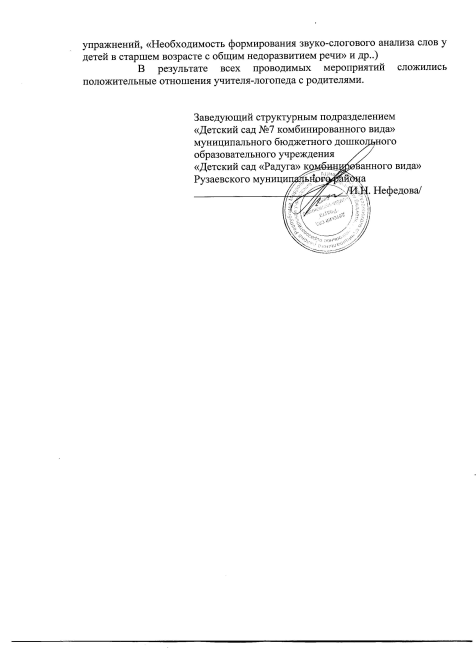 упражнений, «Необходимость формирования звуко-слогового анализа слов у
детей в старшем возрасте с общим недоразвитием речи» и др..)
В результате всех проводимых мероприятий сложились
положительные отношения учителя-логопеда с родителями.
Заведующий структурным подразделением
«Детский сад №7 комбинированного вида»
муниципального бюджетного дошкольного
образовательного учреждения
«Детский сад «Радуга» комбинированного вида»
Рузаевского муниципального района
/И.Н. Нефедова/